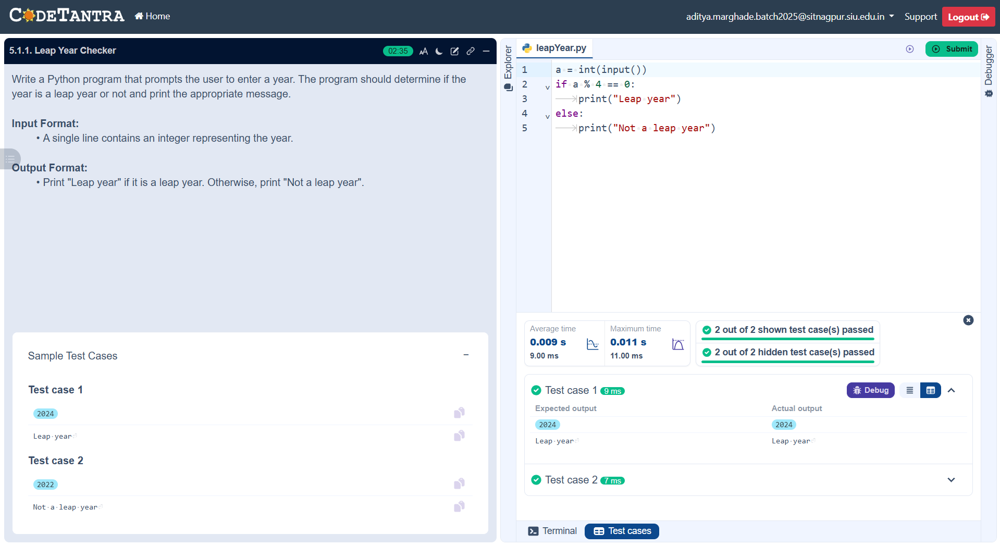 CODETANTRA
Home
aditya.marghade.batch2025@sitnagpur.siu.edu.in
Support
Logout
5.1.1. Leap Year Checker
02:35
AA
Write a Python program that prompts the user to enter a year. The program should determine if the
year is a leap year or not and print the appropriate message.
Input Format:
• A single line contains an integer representing the year.
Output Format:
• Print "Leap year" if it is a leap year. Otherwise, print "Not a leap year".
Sample Test Cases
Test case 1
2024
Leap·year
Test case 2
2022
Not·a·leap·year
Explorer
leapYear.py
Submit
Debugger
1 a = int(input())
2 if a % 4 == 0:
3 print("Leap year")
4 else:
5 print("Not a leap year")
Average time
0.009 s
9.00 ms
Maximum time
0.011 s
11.00 ms
2 out of 2 shown test case(s) passed
2 out of 2 hidden test case(s) passed
Test case 1 9 ms
Debug
Expected output
Actual output
2024
2024
Leap·year
Leap·year
Test case 2 7 ms
Terminal
Test cases